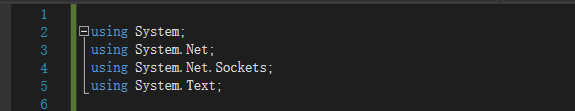 1
2 using System;
3 using System.Net;
4 using System.Net.Sockets;
5 using System.Text;
6